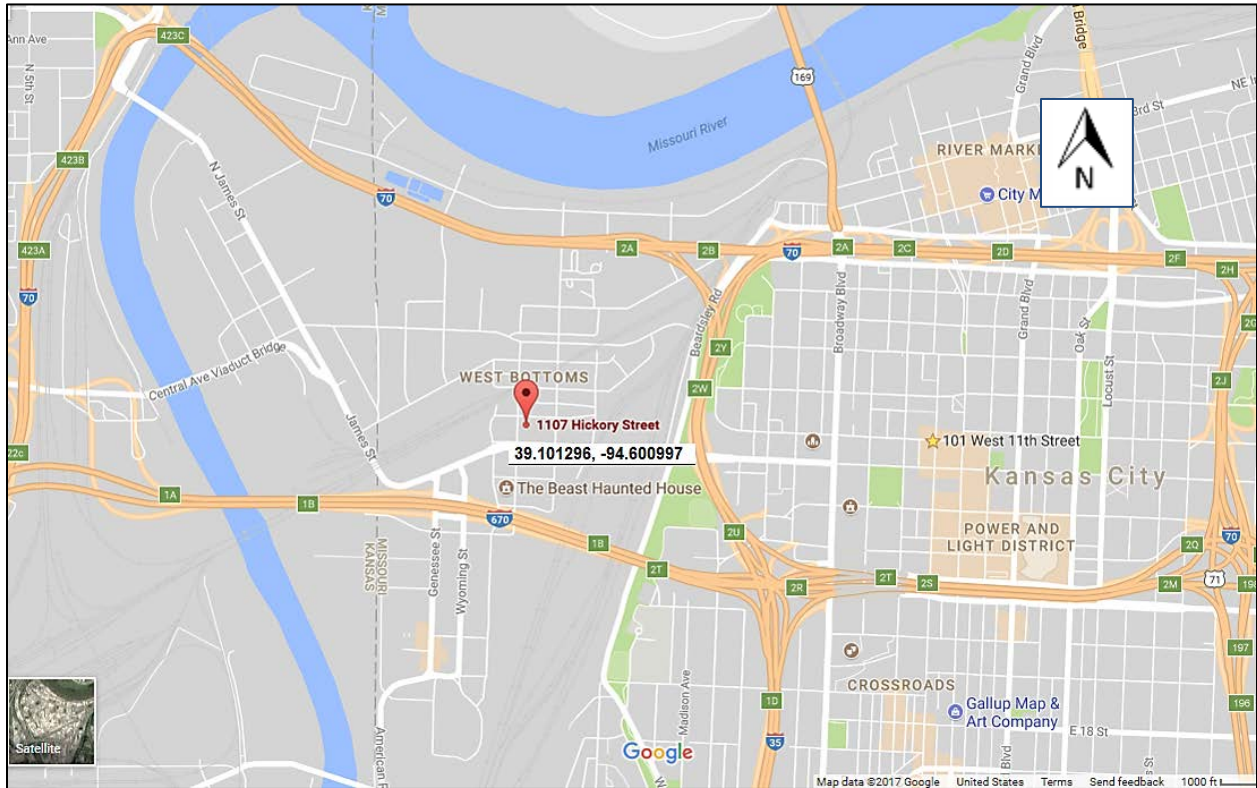 423C
Ann Ave
N 5th St
423B
423A
70
N James St
70
169
Missouri River
Grand Blvd
Bridge
3rd St
NE In
RIVER MARKE
City M
N
2A
2B
70
2A
2C
2D
2F
2H
Beardsley Rd
Broadway Blvd
Grand Blvd
Oak St
Locust St
2Y
2W
2J
Central Ave Viaduct Bridge
WEST BOTTOMS
1107 Hickory Street
39.101296, -94.600997
101 West 11th Street
Kansas City
James St
22c
1A
1B
The Beast Haunted House
670
1B
2U
POWER AND
LIGHT DISTRICT
2Q
70
2T
2R
2T
2S
2M
71
MISSOURI
KANSAS
Genessee St
Wyoming St
197
196
CROSSROADS
1D
Madison Ave
35
Gallup Map &
Art Company
E 18 St
Satellite
Google
Map data ©2017 Google United States Terms Send feedback 1000 ft